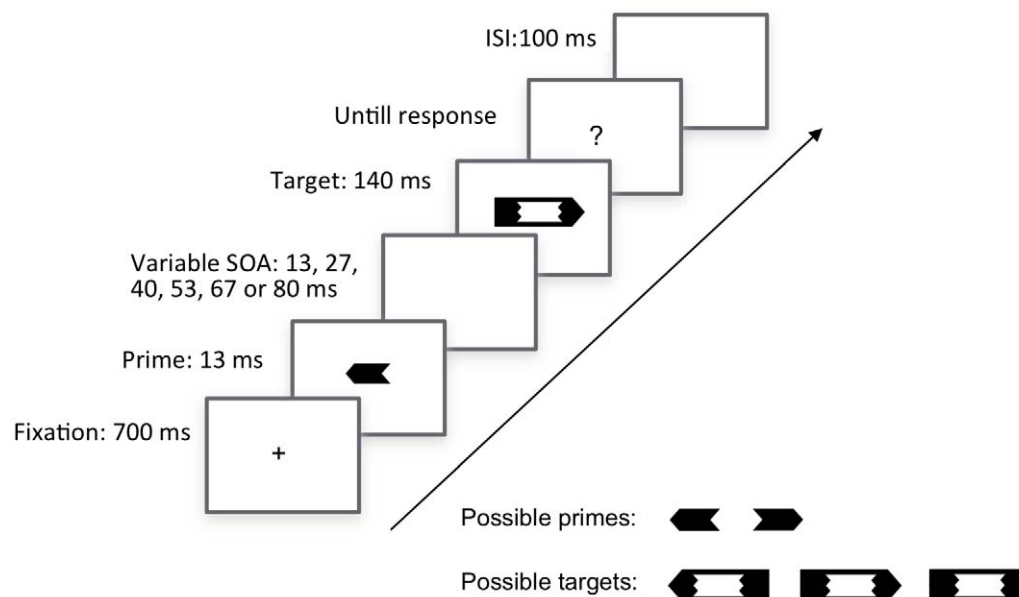 ISI:100 ms
Untill response
?
Target: 140 ms
Variable SOA: 13, 27,
40, 53, 67 or 80 ms
Prime: 13 ms
Fixation: 700 ms
+
Possible primes:
Possible targets: